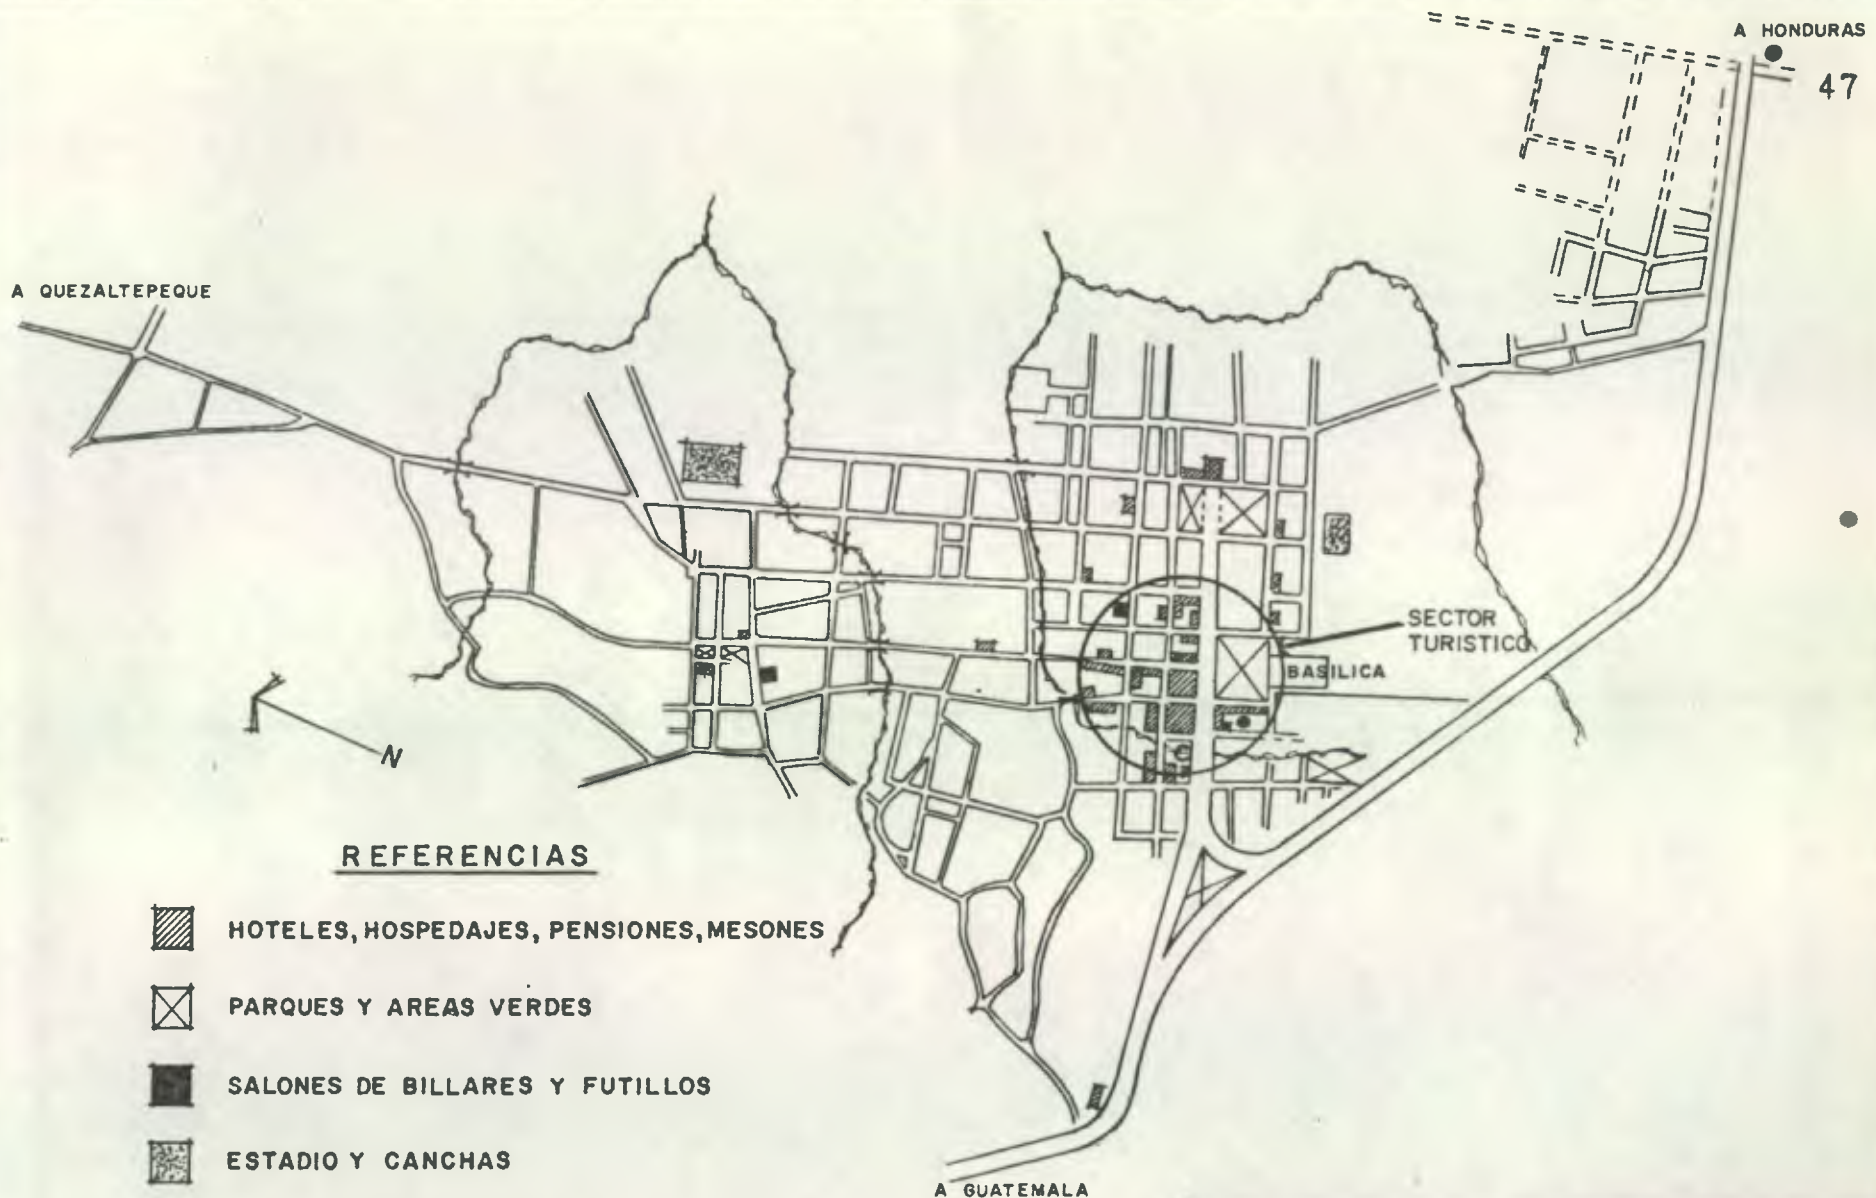 A HONDURAS
47
A QUEZALTEPEQUE
SECTOR
TURISTICO
BASILICA
N
REFERENCIAS
HOTELES, HOSPEDAJES, PENSIONES, MESONES
PARQUES Y AREAS VERDES
SALONES DE BILLARES Y FUTILLOS
ESTADIO Y CANCHAS
A GUATEMALA